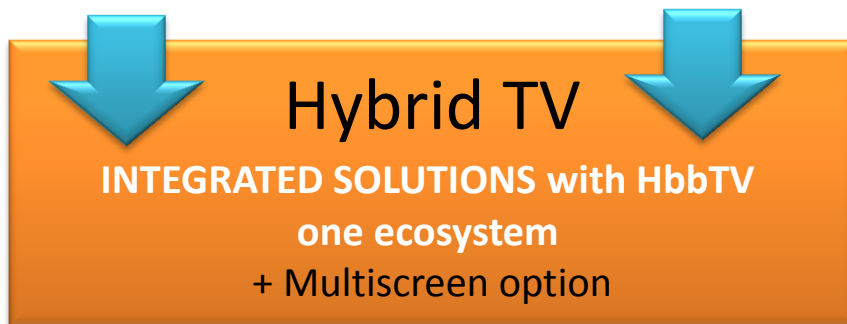 Hybrid TV
INTEGRATED SOLUTIONS with HbbTV
one ecosystem
+ Multiscreen option